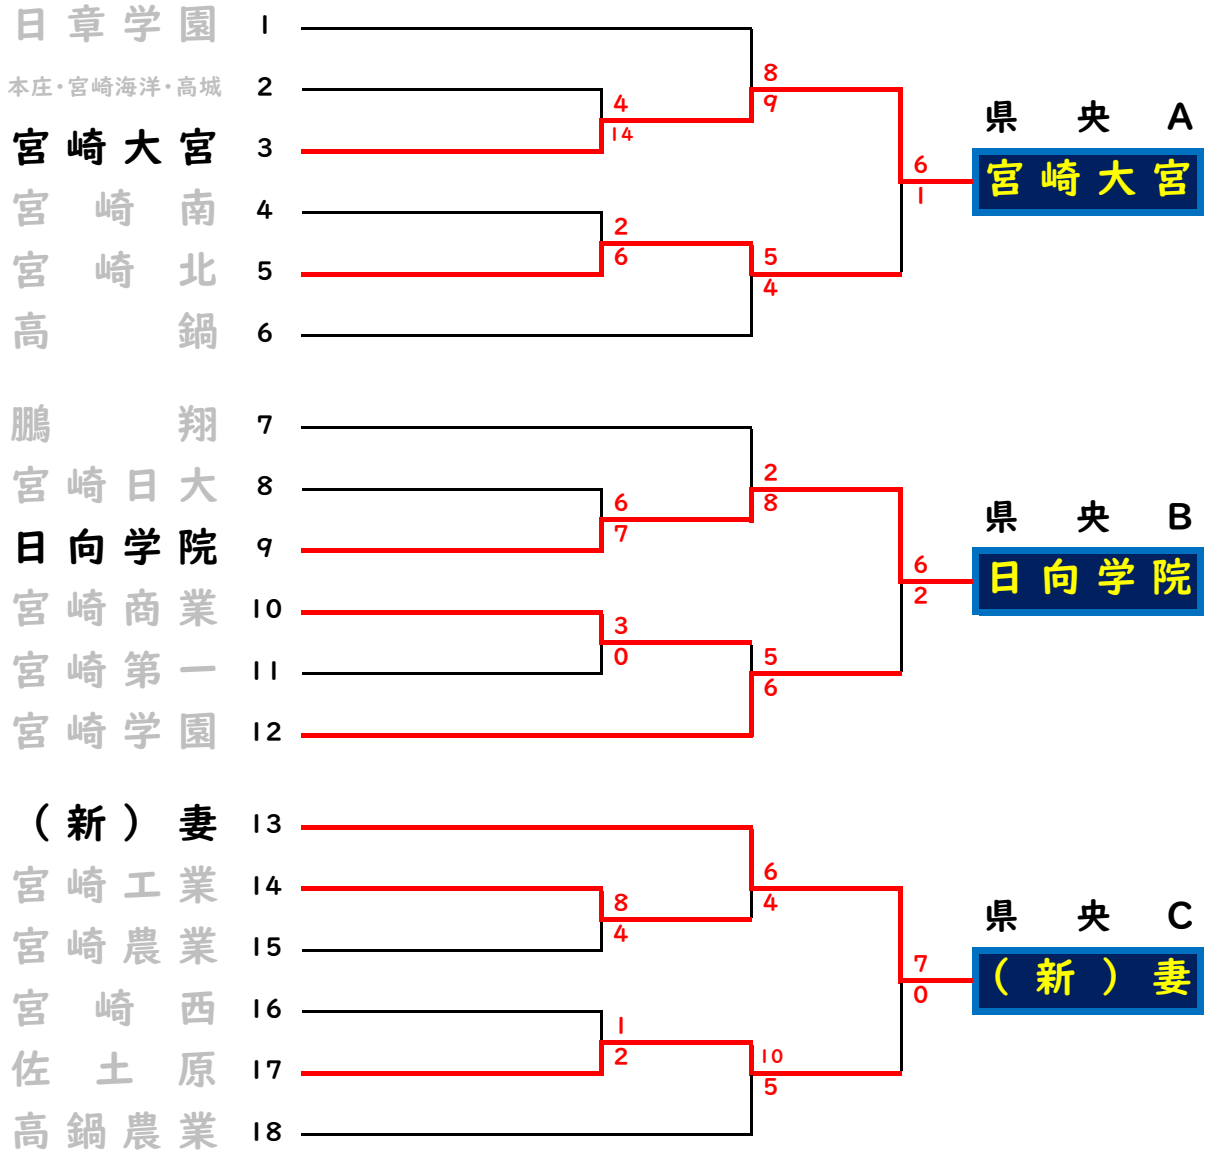 日章学園 1
本庄・宮崎海洋・高城 2
宮崎大宮 3
宮崎南 4
宮崎北 5
高鍋 6
8
9
4
14
2
6
5
4
6
1
県央A
宮崎大宮
鵬翔 7
宮崎日大 8
日向学院 9
宮崎商業 10
宮崎第一 11
宮崎学園 12
2
8
6
7
3
0
5
6
6
2
県央B
日向学院
（新）妻 13
宮崎工業 14
宮崎農業 15
宮崎西 16
佐土原 17
高鍋農業 18
6
4
8
4
1
2
10
5
7
0
県央C
（新）妻